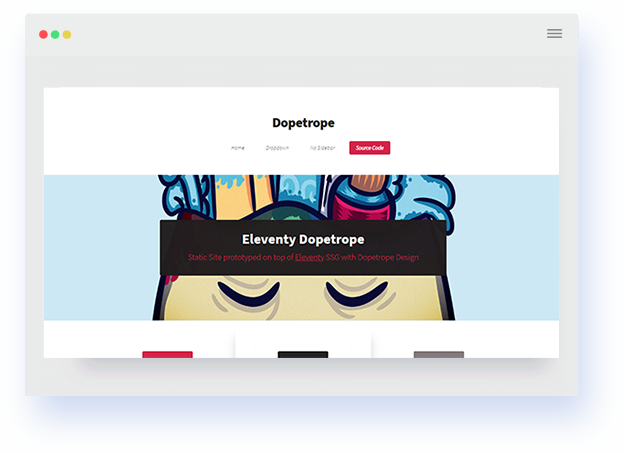 Dopetrope
Home Dropdown No Sidebar Source Code
Eleventy Dopetrope
Static Site prototyped on top of Eleventy SSG with Dopetrope Design